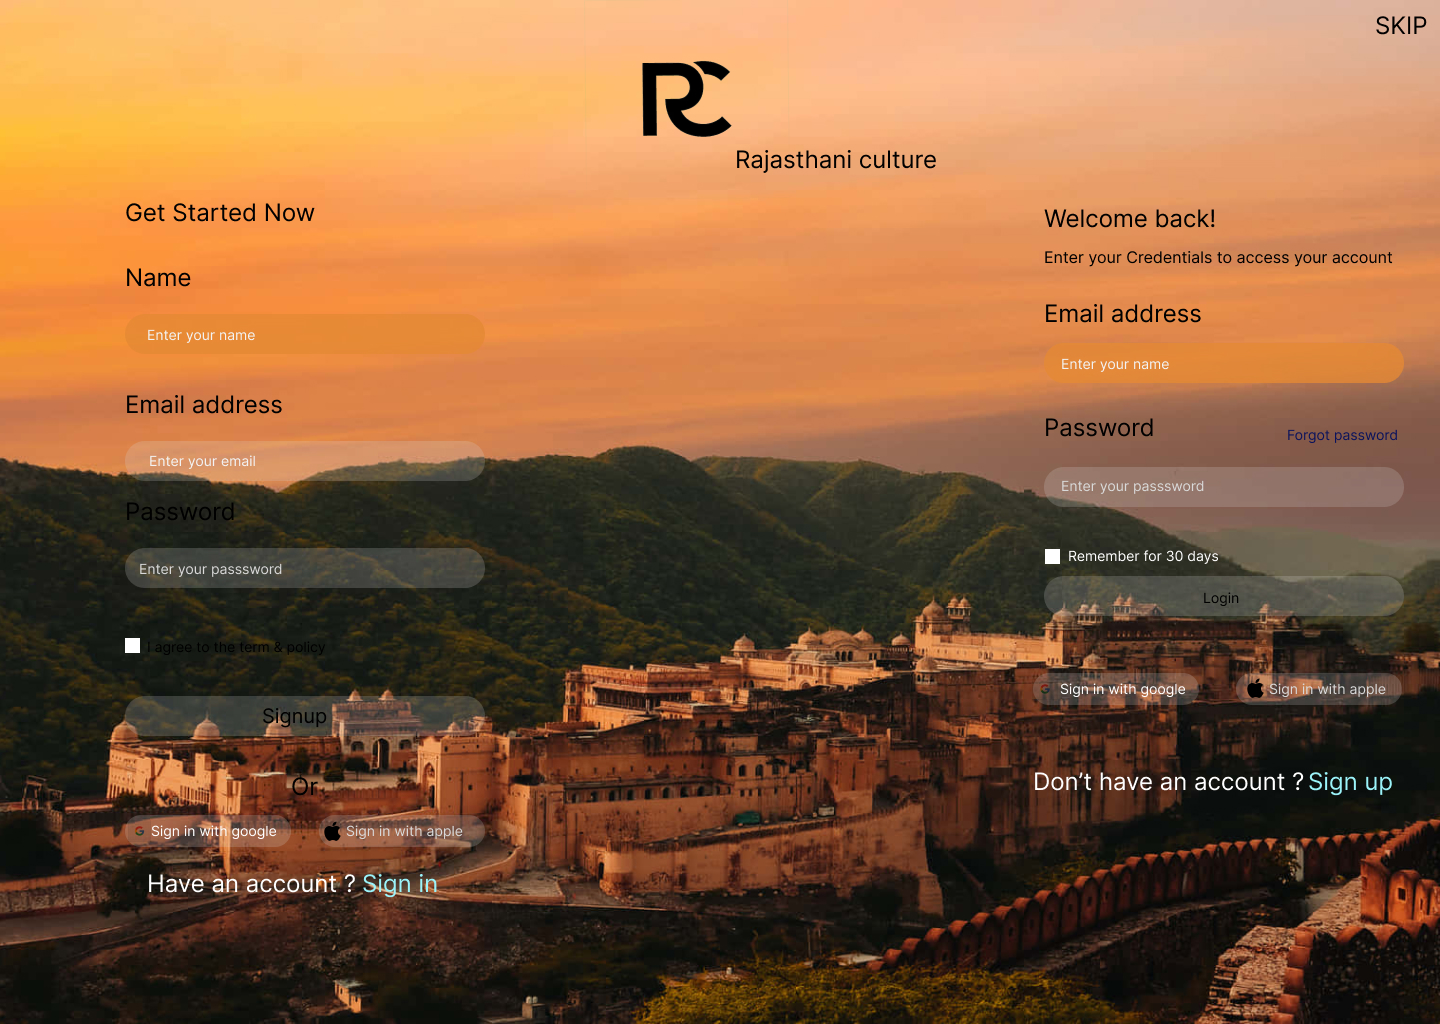 SKIP
RC
Rajasthani culture
Get Started Now
Name
Enter your name
Email address
Enter your email
Password
Enter your passsword
I agree to the term & policy
Signup
Or
Sign in with google
Sign in with apple
Have an account ? Sign in
Welcome back!
Enter your Credentials to access your account
Email address
Enter your name
Password
Forgot password
Enter your passsword
Remember for 30 days
Login
Sign in with google
Sign in with apple
Don’t have an account ? Sign up